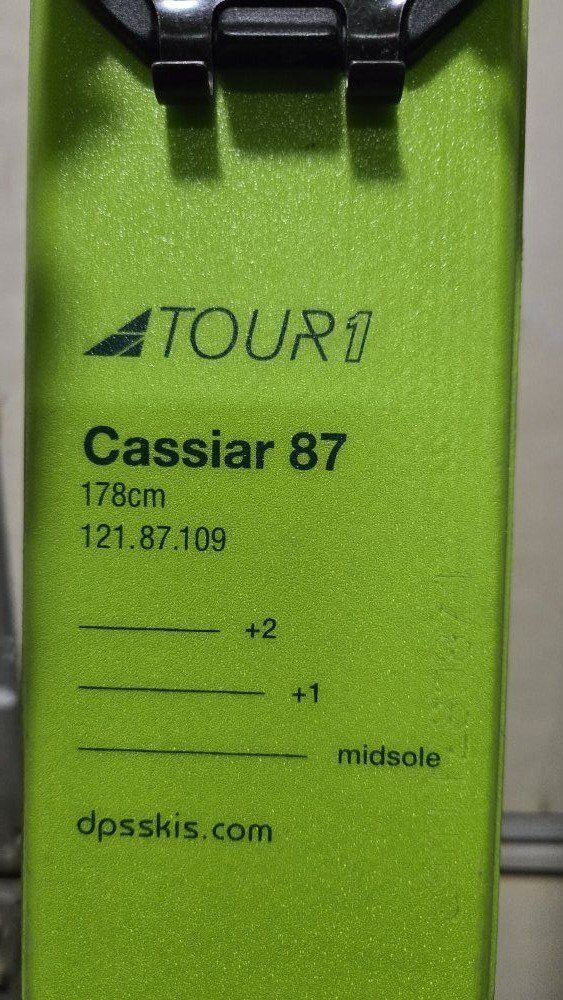 TOUR1
Cassiar 87
178cm
121.87.109
+2
+1
midsole
dpsskis.com